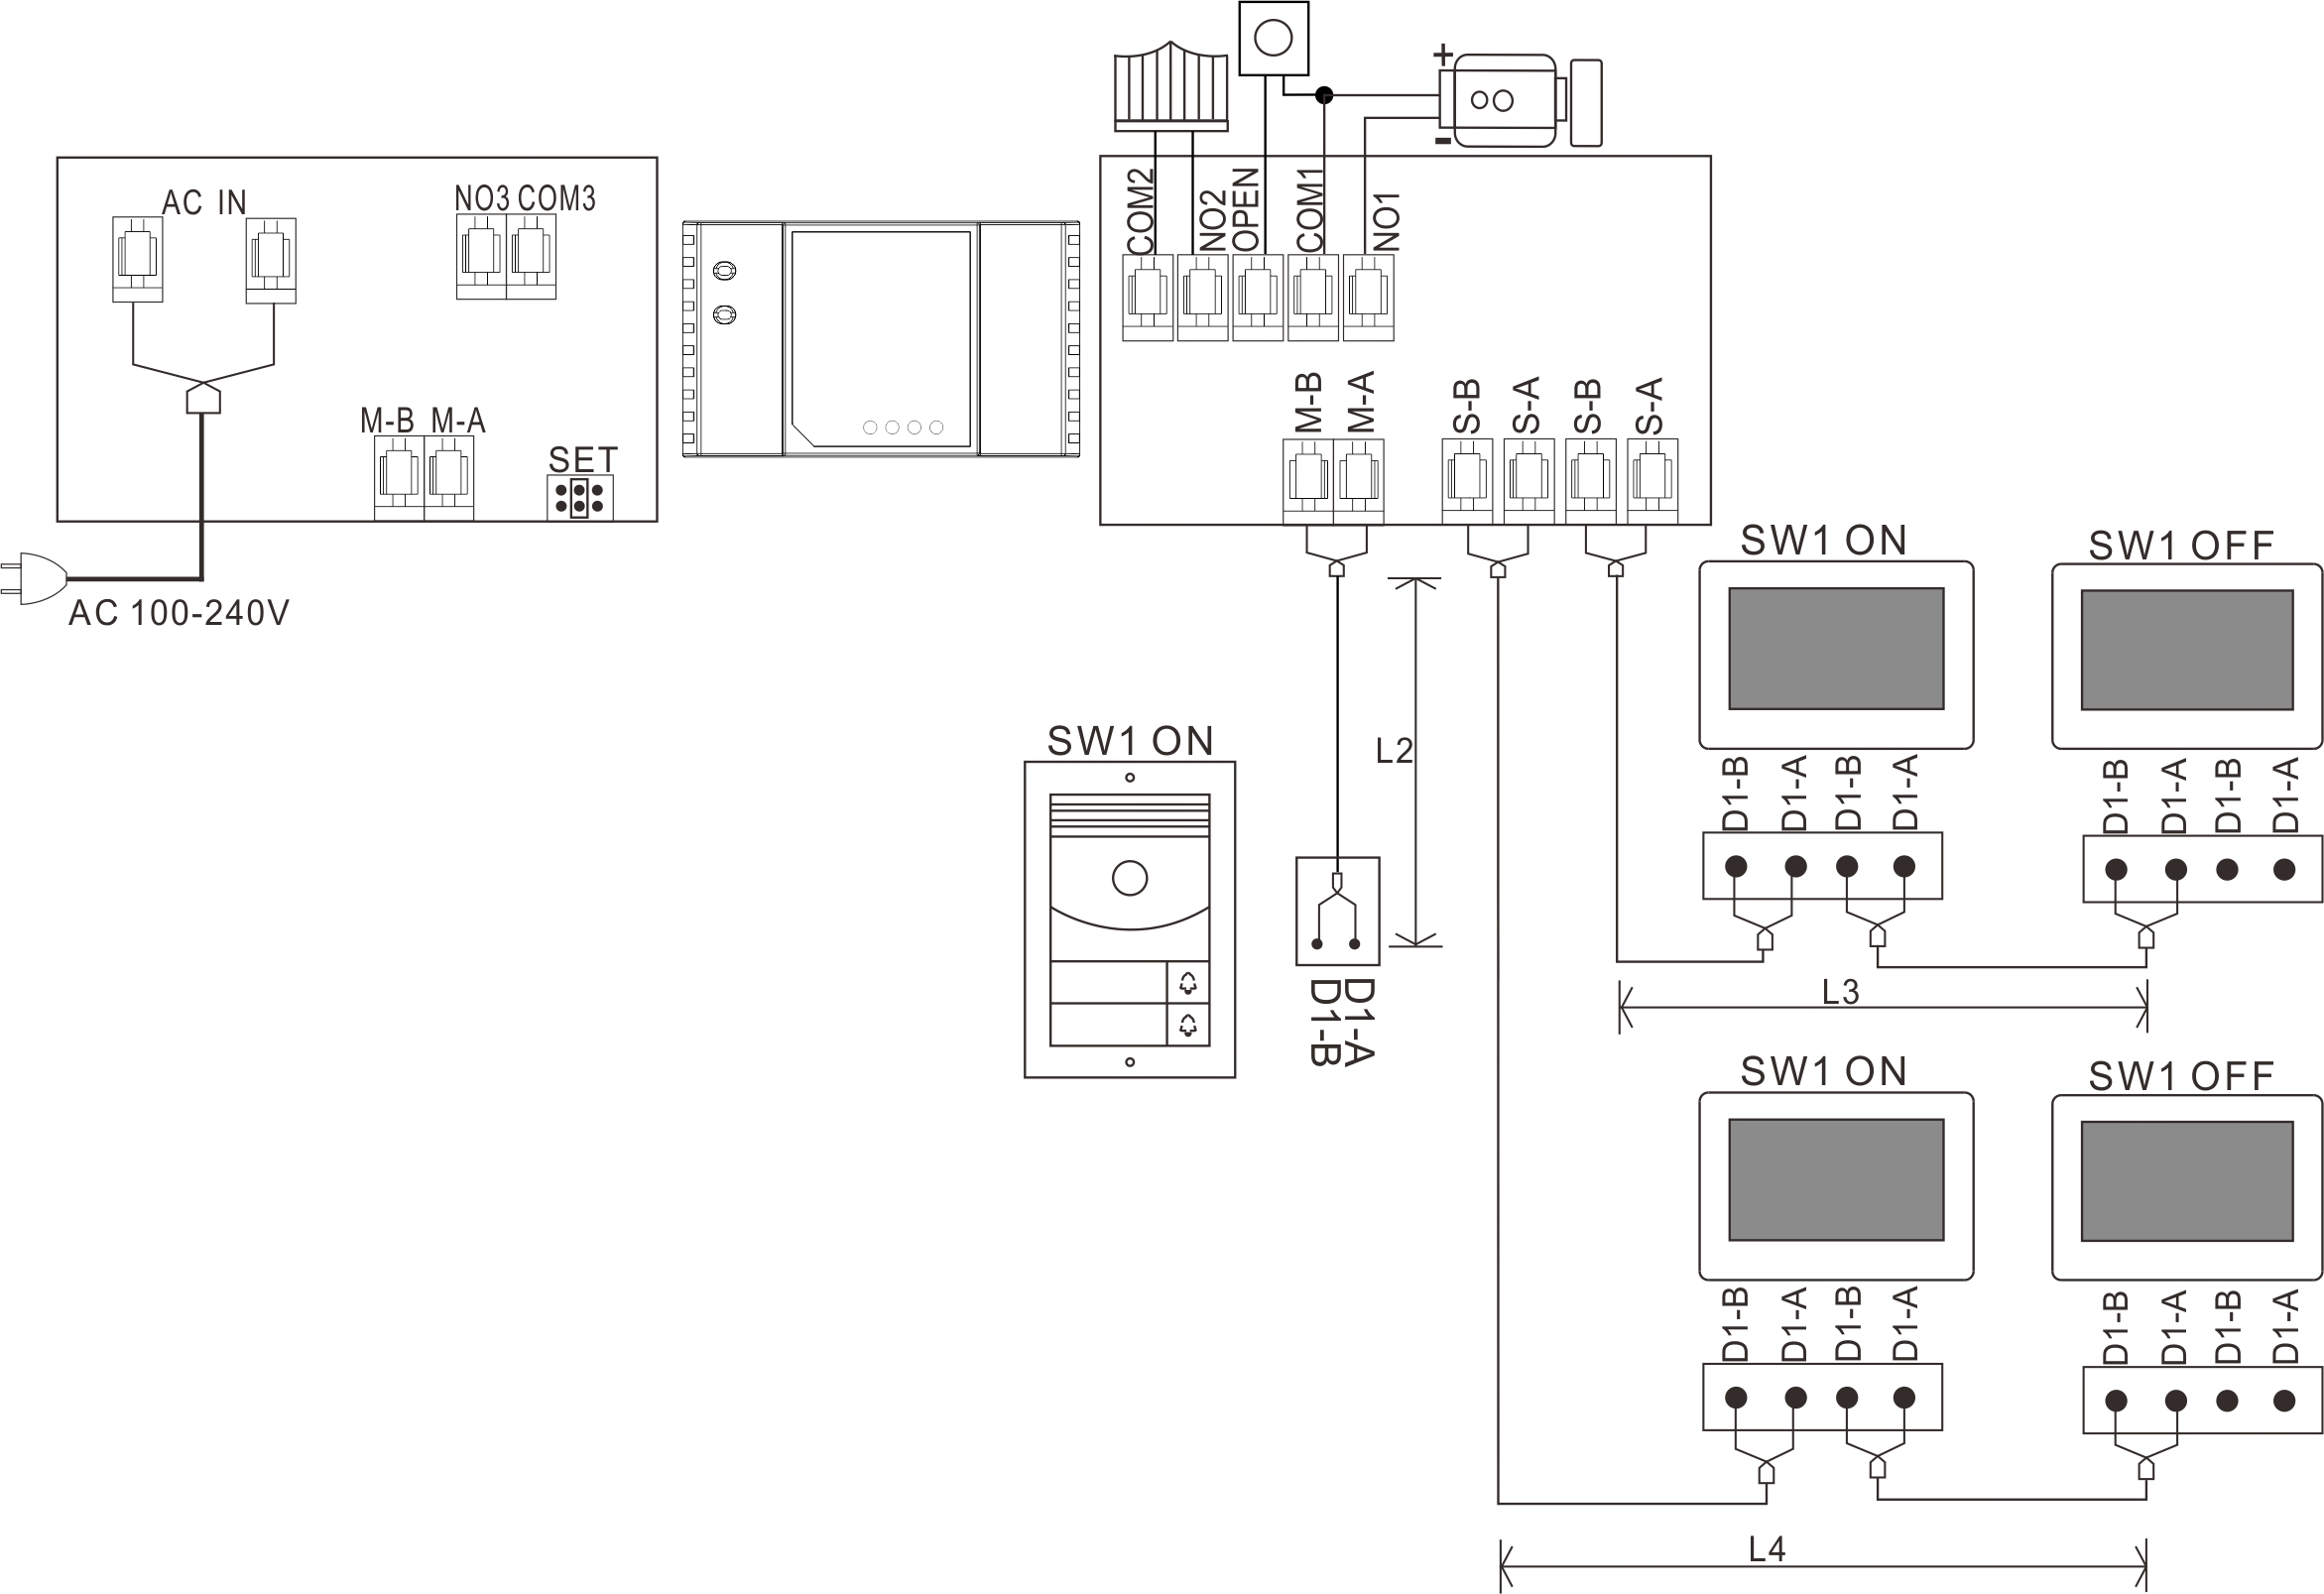 AC IN
NO3 COM3
M-B M-A
SET
AC 100-240V
+
-
COM2
NO2
OPEN
COM1
NO1
M-B
M-A
S-B
S-A
S-B
S-A
SW1 ON
SW1 OFF
D1-B
D1-A
D1-B
D1-A
D1-B
D1-A
D1-B
D1-A
SW1 ON
L2
D1-A
D1-B
L3
SW1 ON
SW1 OFF
D1-B
D1-A
D1-B
D1-A
D1-B
D1-A
D1-B
D1-A
L4